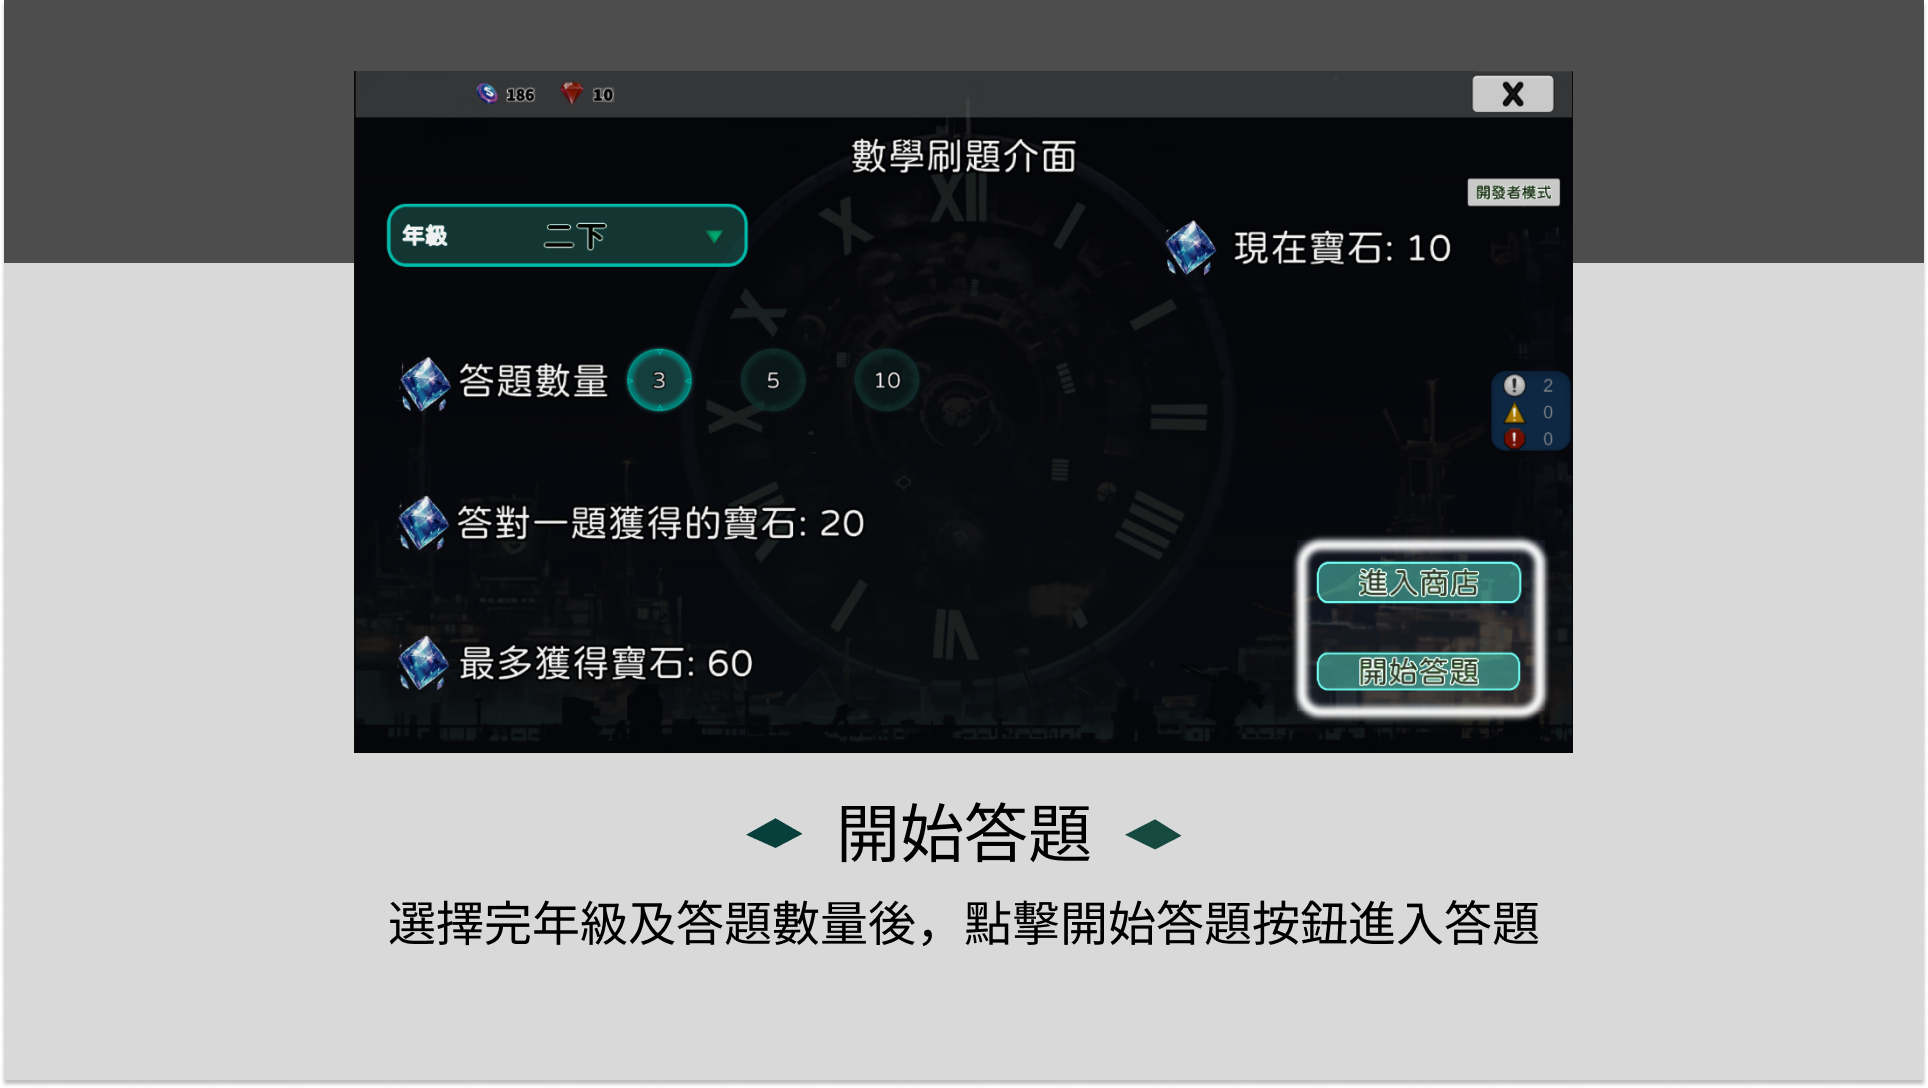 186 10 X
數學刷題介面
開發者模式
年級 二下 ▼
現在寶石: 10
答題數量 3 5 10
2
0
0
答對一題獲得的寶石: 20
進入商店
最多獲得寶石: 60
開始答題
開始答題
選擇完年級及答題數量後，點擊開始答題按鈕進入答題